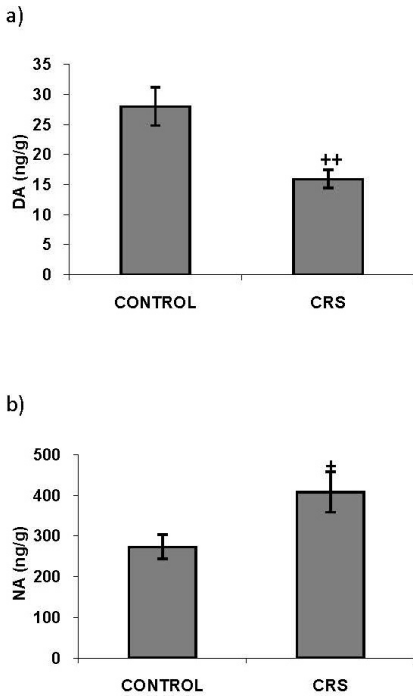 a)
35
30
25
20
15
10
5
0
DA (ng/g)
++
CONTROL CRS
b)
500
400
300
200
100
0
NA (ng/g)
+
CONTROL CRS